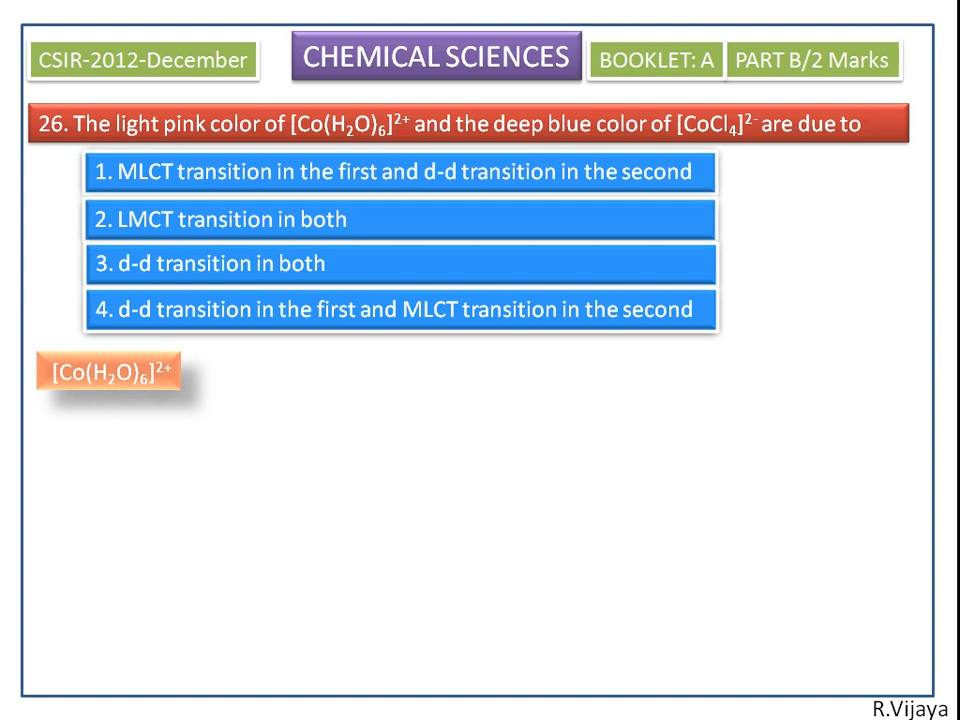 CSIR-2012-December
CHEMICAL SCIENCES
BOOKLET: A
PART B/2 Marks
26. The light pink color of [Co(H₂O)₆]²⁺ and the deep blue color of [CoCl₄]²⁻ are due to
1. MLCT transition in the first and d-d transition in the second
2. LMCT transition in both
3. d-d transition in both
4. d-d transition in the first and MLCT transition in the second
[Co(H₂O)₆]²⁺
R.Vijaya